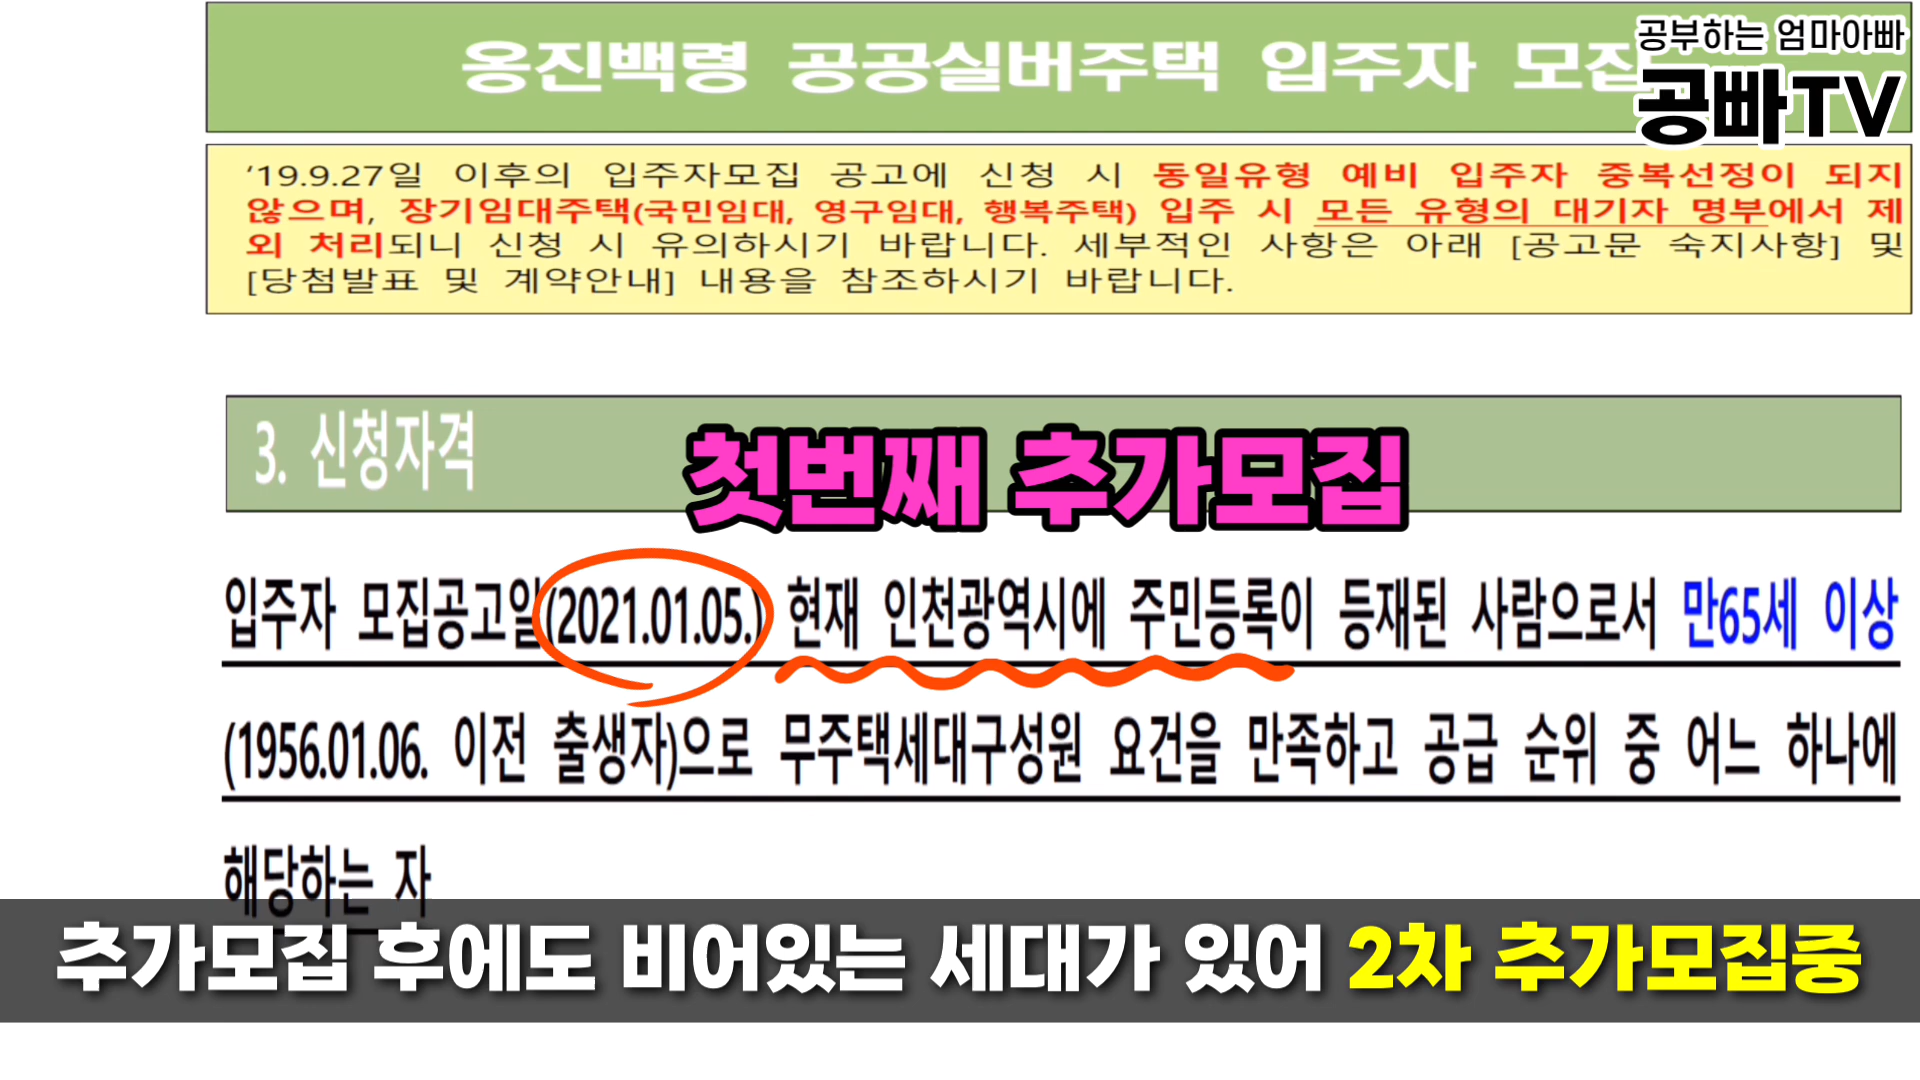 옹진백령 공공실버주택 입주자 모집
공부하는 엄마아빠
공빠TV
‘19.9.27일 이후의 입주자모집 공고에 신청 시 동일유형 예비 입주자 중복선정이 되지
않으며, 장기임대주택(국민임대, 영구임대, 행복주택) 입주 시 모든 유형의 대기자 명부에서 제
외 처리되니 신청 시 유의하시기 바랍니다. 세부적인 사항은 아래 [공고문 숙지사항] 및
[당첨발표 및 계약안내] 내용을 참조하시기 바랍니다.
3. 신청자격
첫번째 추가모집
입주자 모집공고일(2021.01.05.) 현재 인천광역시에 주민등록이 등재된 사람으로서 만65세 이상
(1956.01.06. 이전 출생자)으로 무주택세대구성원 요건을 만족하고 공급 순위 중 어느 하나에
해당하는 자
추가모집 후에도 비어있는 세대가 있어 2차 추가모집중